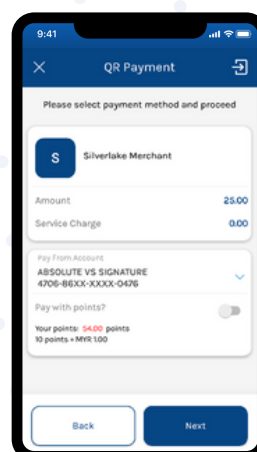 9:41
QR Payment
Please select payment method and proceed
S
Silverlake Merchant
Amount 25.00
Service Charge 0.00
Pay From Account
ABSOLUTE VS SIGNATURE
4706-86XX-XXXX-0476
Pay with points?
Your points: 54.00 points
10 points = MYR 1.00
Back Next